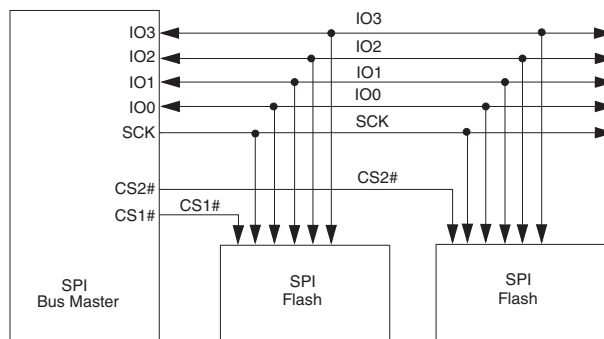 IO3
IO3
IO2
IO2
IO1
IO1
IO0
IO0
SCK
SCK
CS2#
CS2#
CS1#
CS1#
SPI
Bus Master
SPI
Flash
SPI
Flash